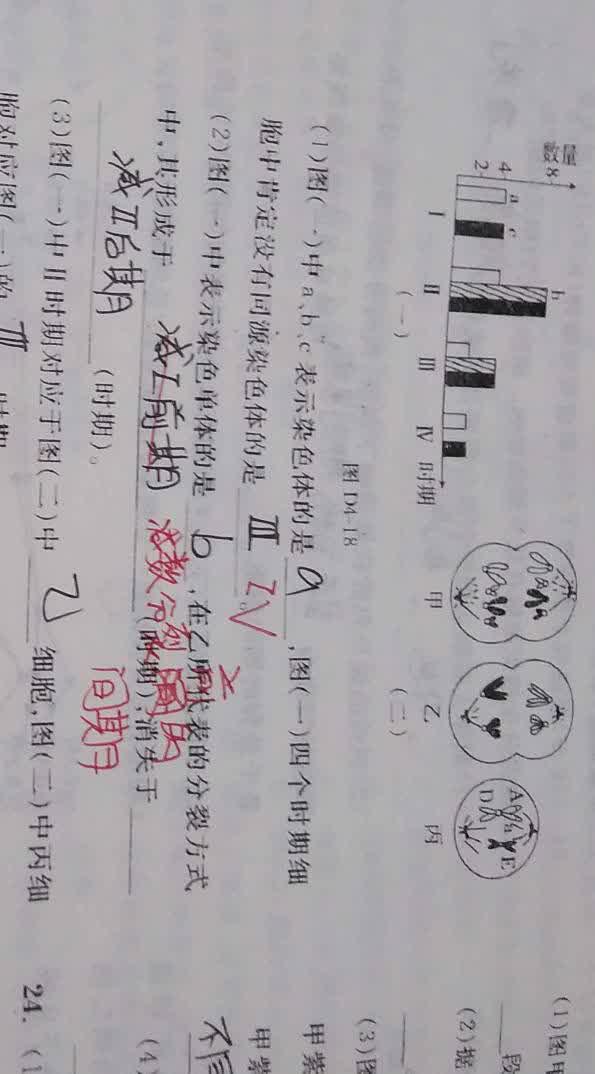 数量
8
4
2
a
c
b
Ⅰ
Ⅱ
Ⅲ
Ⅳ
时期
(一)
甲
乙
丙
A
D
E
(二)
图 D4-18
(1)图(一)中 a、b、c 表示染色体的是 a ,图(一)四个时期细
胞中肯定没有同源染色体的是 Ⅲ Ⅳ
(2)图(一)中表示染色单体的是 b ,在乙所代表的分裂方式
中,其形成于 减Ⅰ前期 减数分裂 间期 (时期),消失于
减Ⅱ后期 (时期)。
(3)图(一)中Ⅱ时期对应于图(二)中 乙 细胞,图(二)中丙细
胞对应图(一)的 Ⅲ 时期
(1)图甲
段
(2)据
(3)图
甲紫
甲紫
不同
(4)
24. (1